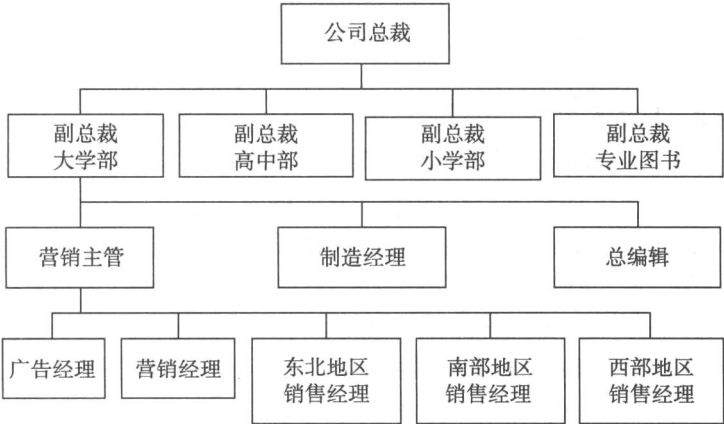 公司总裁
副总裁
大学部
副总裁
高中部
副总裁
小学部
副总裁
专业图书
营销主管
制造经理
总编辑
广告经理
营销经理
东北地区
销售经理
南部地区
销售经理
西部地区
销售经理